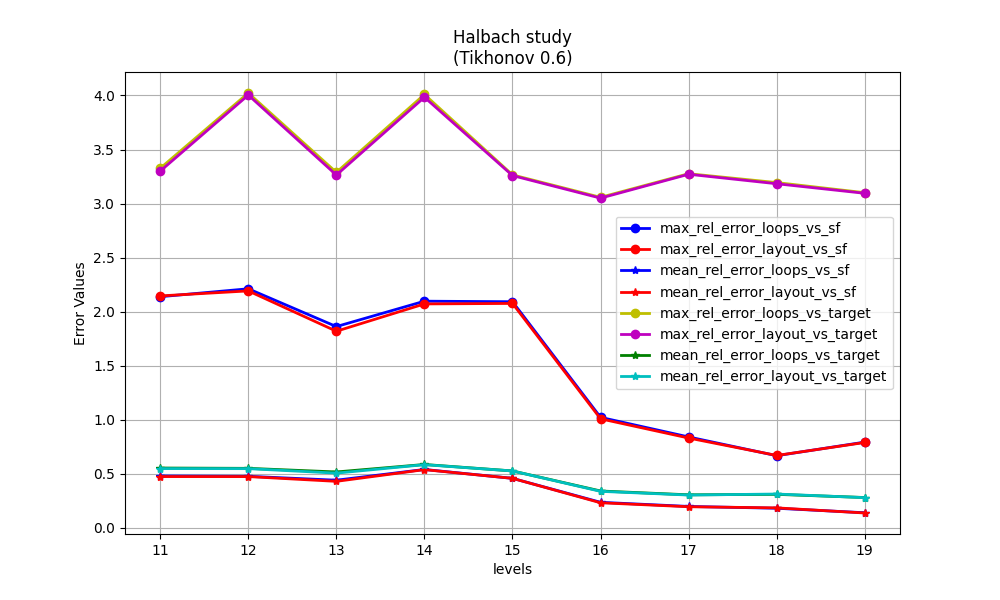 Halbach study
(Tikhonov 0.6)
Error Values
4.0
3.5
3.0
2.5
2.0
1.5
1.0
0.5
0.0
max_rel_error_loops_vs_sf
max_rel_error_layout_vs_sf
mean_rel_error_loops_vs_sf
mean_rel_error_layout_vs_sf
max_rel_error_loops_vs_target
max_rel_error_layout_vs_target
mean_rel_error_loops_vs_target
mean_rel_error_layout_vs_target
11 12 13 14 15 16 17 18 19
levels